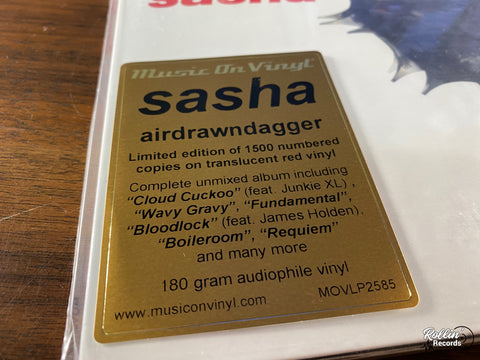 sasha
Music On Vinyl
sasha
airdrawndagger
Limited edition of 1500 numbered
copies on translucent red vinyl
Complete unmixed album including
“Cloud Cuckoo” (feat. Junkie XL) ,
“Wavy Gravy”, “Fundamental”,
“Bloodlock” (feat. James Holden),
“Boileroom”, “Requiem”
and many more
180 gram audiophile vinyl
www.musiconvinyl.com MOVLP2585
Rollin'
Records